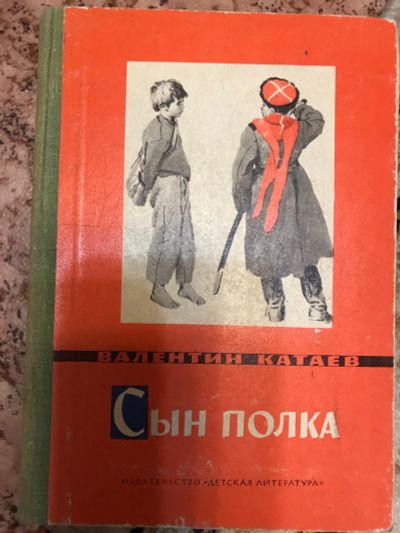 ВАЛЕНТИН КАТАЕВ
СЫН ПОЛКА
ИЗДАТЕЛЬСТВО «ДЕТСКАЯ ЛИТЕРАТУРА»